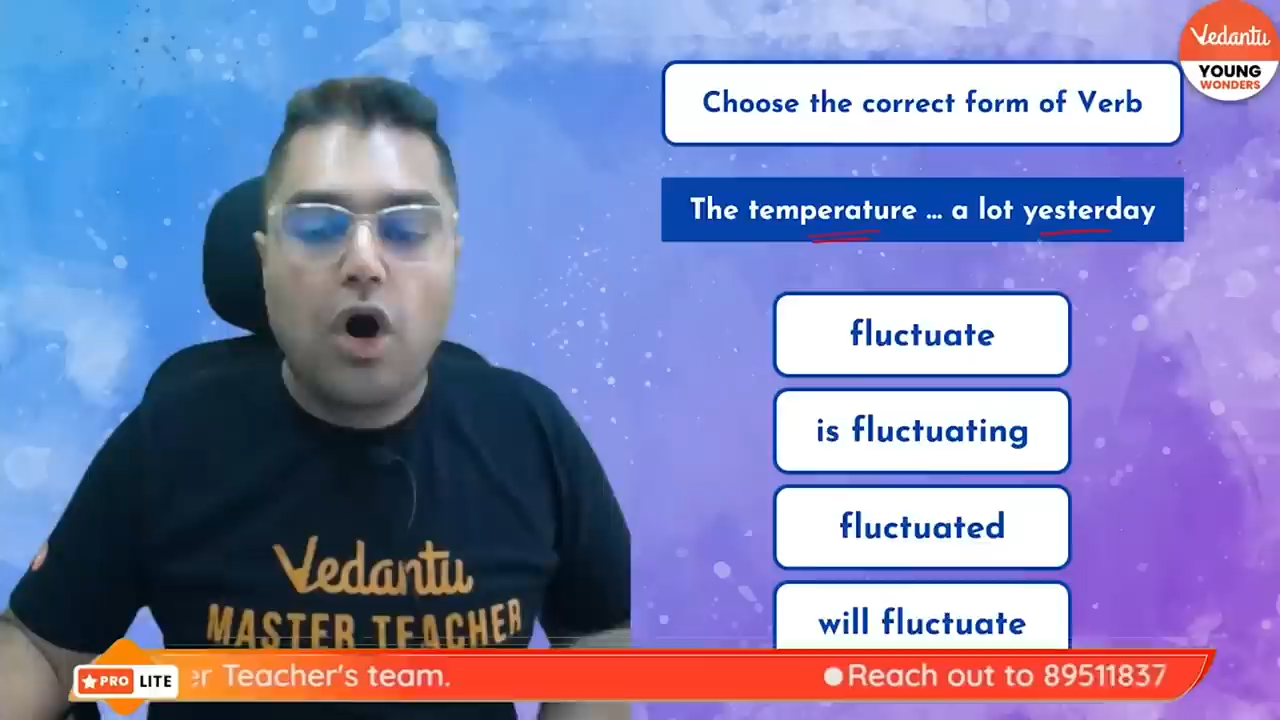 Vedantu
YOUNG
WONDERS
Choose the correct form of Verb
The temperature ... a lot yesterday
fluctuate
is fluctuating
fluctuated
will fluctuate
Vedantu
MASTER TEACHER
PRO LITE
er Teacher's team.
Reach out to 89511837